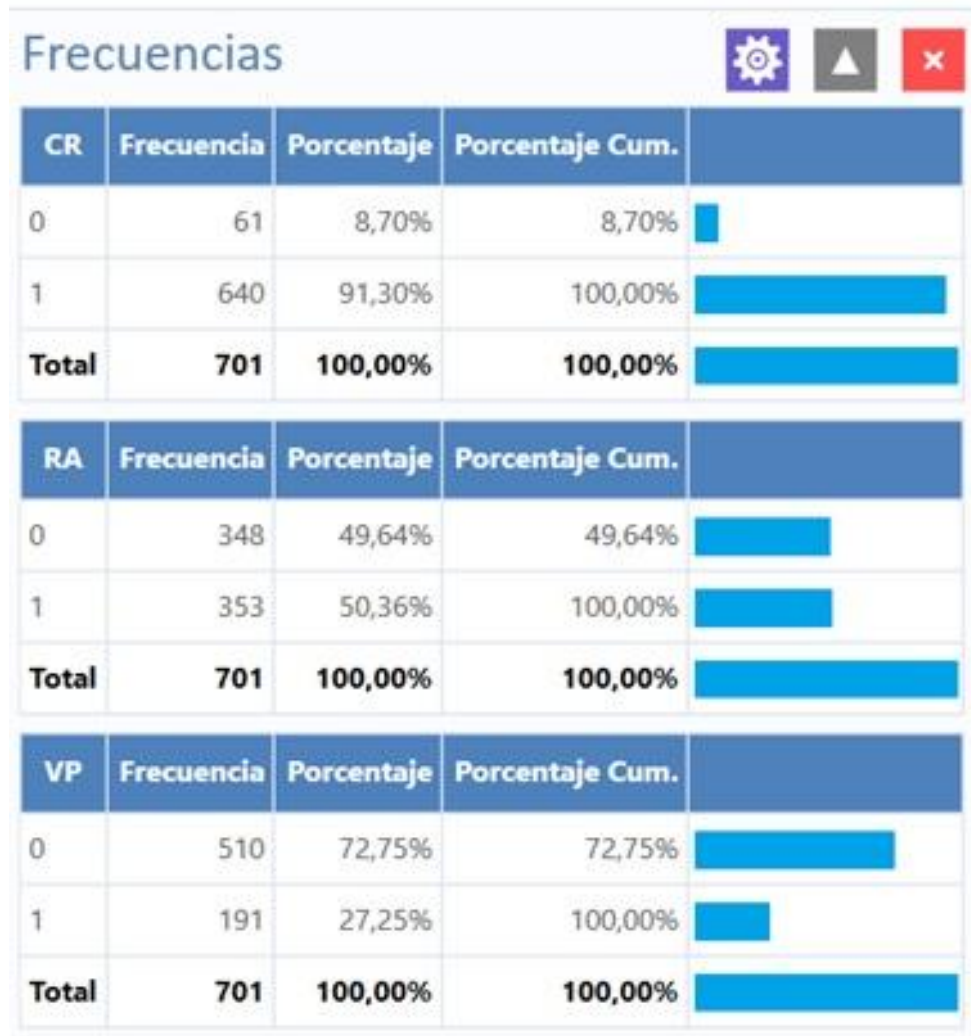 Frecuencias
CR Frecuencia Porcentaje Porcentaje Cum.
0 61 8,70% 8,70%
1 640 91,30% 100,00%
Total 701 100,00% 100,00%
RA Frecuencia Porcentaje Porcentaje Cum.
0 348 49,64% 49,64%
1 353 50,36% 100,00%
Total 701 100,00% 100,00%
VP Frecuencia Porcentaje Porcentaje Cum.
0 510 72,75% 72,75%
1 191 27,25% 100,00%
Total 701 100,00% 100,00%